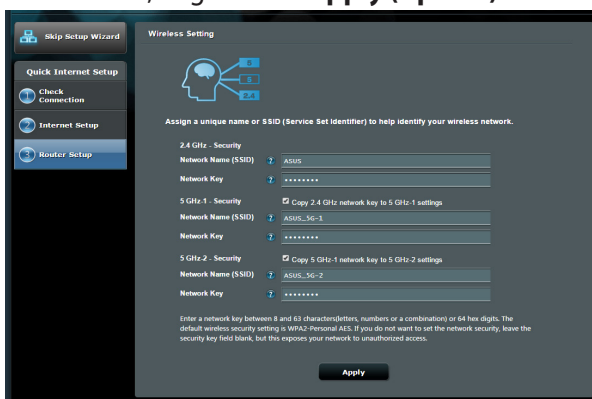 Apply
Skip Setup Wizard
Wireless Setting
Quick Internet Setup
1 Check Connection
2 Internet Setup
3 Router Setup
5
5
2.4
Assign a unique name or SSID (Service Set Identifier) to help identify your wireless network.
2.4 GHz - Security
Network Name (SSID) ? ASUS
Network Key ? ••••••••
5 GHz-1 - Security Copy 2.4 GHz network key to 5 GHz-1 settings
Network Name (SSID) ? ASUS_5G-1
Network Key ? ••••••••
5 GHz-2 - Security Copy 5 GHz-1 network key to 5 GHz-2 settings
Network Name (SSID) ? ASUS_5G-2
Network Key ? ••••••••
Enter a network key between 8 and 63 characters(letters, numbers or a combination) or 64 hex digits. The
default wireless security setting is WPA2-Personal AES. If you do not want to set the network security, leave the
security key field blank, but this exposes your network to unauthorized access.
Apply